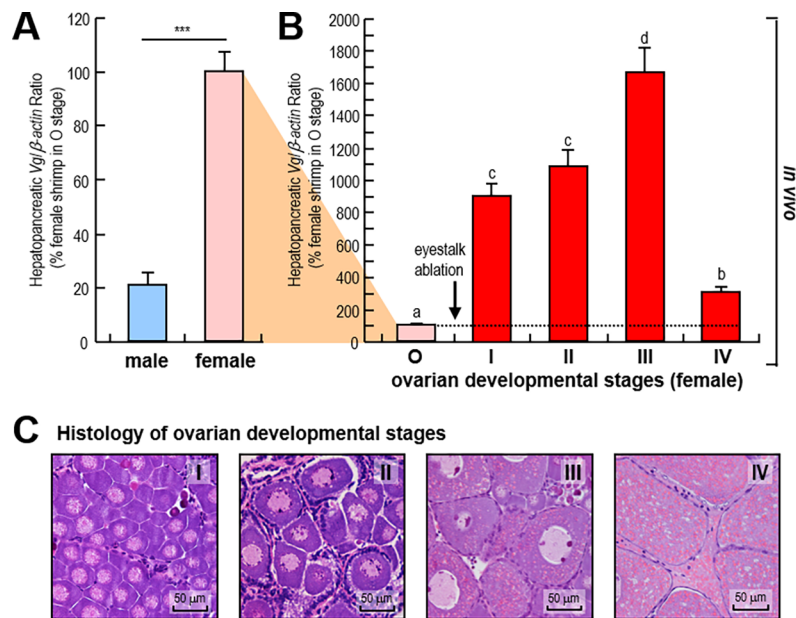 A
Hepatopancreatic Vg/β-actin Ratio
(% female shrimp in O stage)
120
100
80
60
40
20
0
***
male
female
B
Hepatopancreatic Vg/β-actin Ratio
(% female shrimp in O stage)
2000
1800
1600
1400
1200
1000
800
600
400
200
0
a
eyestalk
ablation
c
c
d
b
O
I
II
III
IV
ovarian developmental stages (female)
in vivo
C
Histology of ovarian developmental stages
I
50 μm
II
50 μm
III
50 μm
IV
50 μm